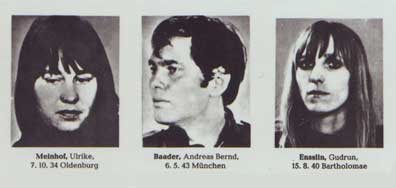 Meinhof, Ulrike,
7. 10. 34 Oldenburg
Baader, Andreas Bernd,
6. 5. 43 München
Ensslin, Gudrun,
15. 8. 40 Bartholomae